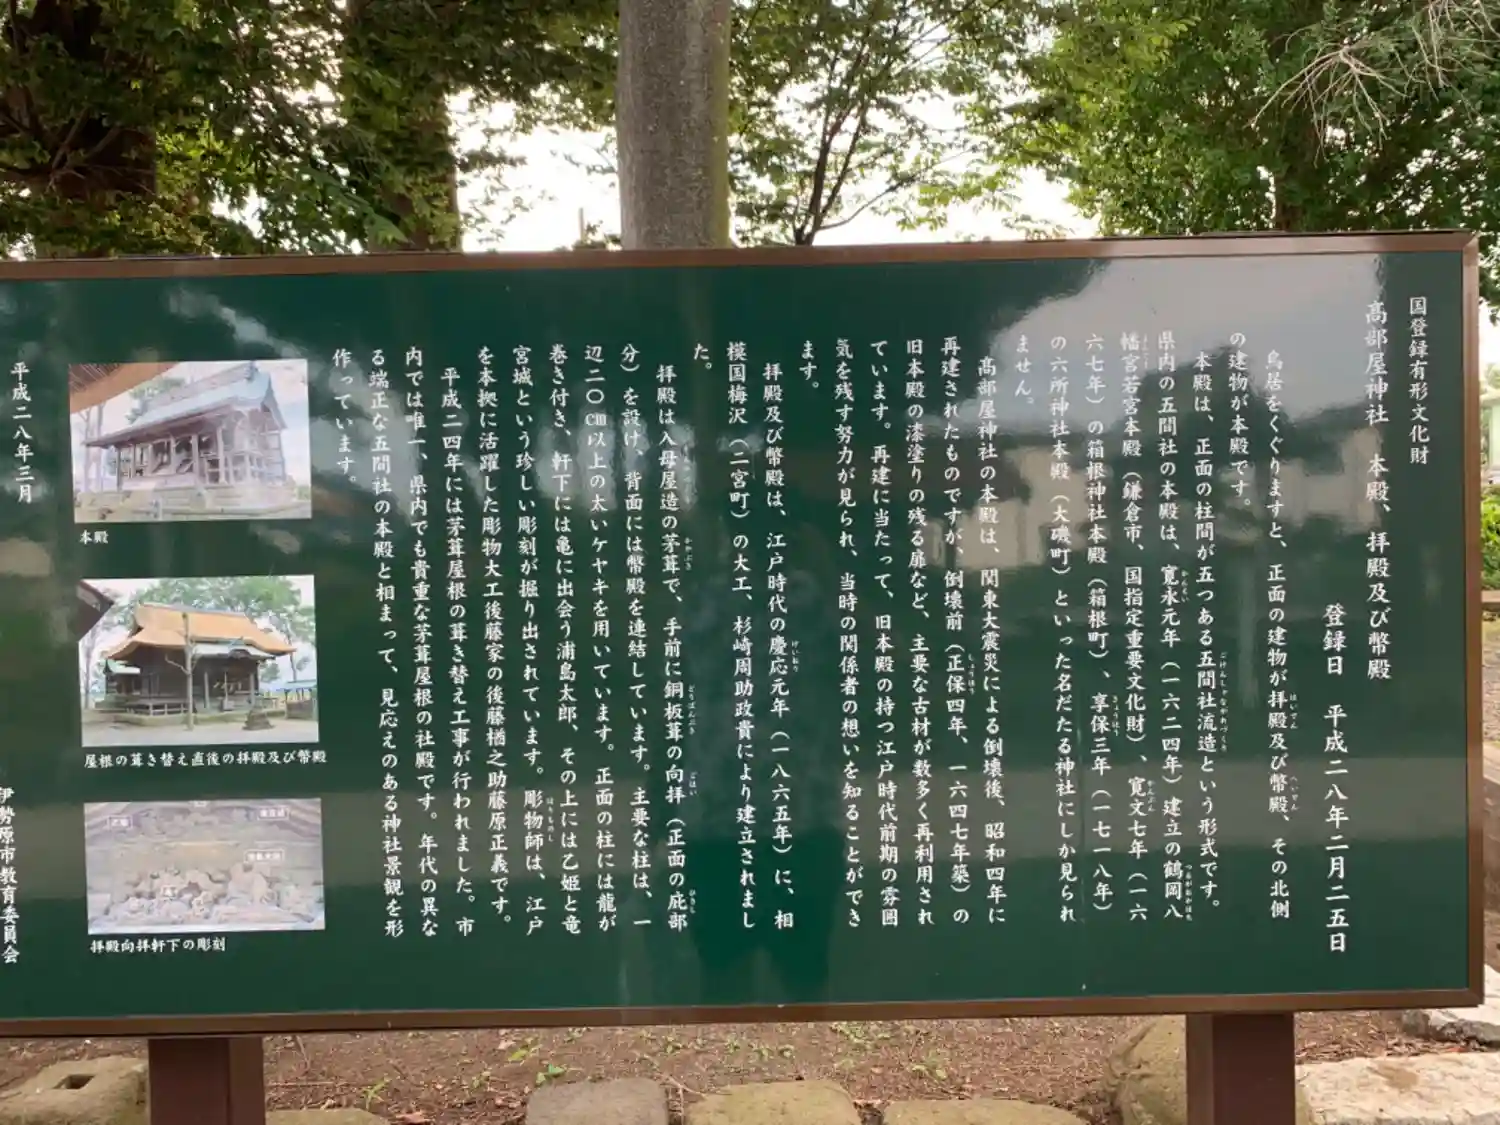 国登録有形文化財
高部屋神社　本殿、拝殿及び幣殿
登録日　平成二八年二月二五日
鳥居をくぐりますと、正面の建物が拝殿及び幣殿、その北側
の建物が本殿です。
本殿は、正面の柱間が五つある五間社流造という形式です。
県内の五間社の本殿は、寛永元年（一六二四年）建立の鶴岡八
幡宮若宮本殿（鎌倉市、国指定重要文化財）、寛文七年（一六
六七年）の箱根神社本殿（箱根町）、享保三年（一七一八年）
の六所神社本殿（大磯町）といった名だたる神社にしか見られ
ません。
高部屋神社の本殿は、関東大震災による倒壊後、昭和四年に
再建されたものですが、倒壊前（正保四年、一六四七年築）の
旧本殿の漆塗りの残る扉など、主要な古材が数多く再利用され
ています。再建に当たって、旧本殿の持つ江戸時代前期の雰囲
気を残す努力が見られ、当時の関係者の想いを知ることができ
ます。
拝殿及び幣殿は、江戸時代の慶応元年（一八六五年）に、相
模国梅沢（二宮町）の大工、杉崎周助政貴により建立されまし
た。
拝殿は入母屋造の茅葺で、手前に銅板葺の向拝（正面の庇部
分）を設け、背面には幣殿を連結しています。主要な柱は、一
辺二〇㎝以上の太いケヤキを用いています。正面の柱には龍が
巻き付き、軒下には亀に出会う浦島太郎、その上には乙姫と竜
宮城という珍しい彫刻が掘り出されています。彫物師は、江戸
を本拠に活躍した彫物大工後藤家の後藤楢之助藤原正義です。
平成二四年には茅葺屋根の葺き替え工事が行われました。市
内では唯一、県内でも貴重な茅葺屋根の社殿です。年代の異な
る端正な五間社の本殿と相まって、見応えのある神社景観を形
作っています。
本殿
屋根の葺き替え直後の拝殿及び幣殿
拝殿向拝軒下の彫刻
平成二八年三月
伊勢原市教育委員会